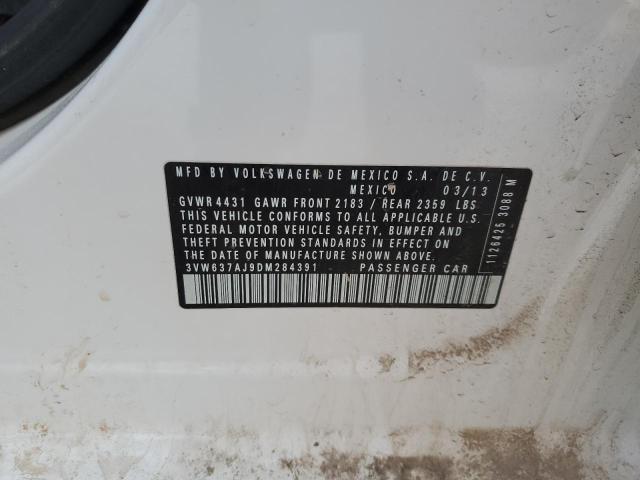 MFD BY VOLKSWAGEN DE MEXICO S.A. DE C.V.
MEXICO 03/13
GVWR 4431 GAWR FRONT 2183 / REAR 2359 LBS
THIS VEHICLE CONFORMS TO ALL APPLICABLE U.S.
FEDERAL MOTOR VEHICLE SAFETY, BUMPER AND
THEFT PREVENTION STANDARDS IN EFFECT ON
THE DATE OF MANUFACTURE SHOWN ABOVE.
3VW637AJ9DM284391 PASSENGER CAR
1126425 3088 M